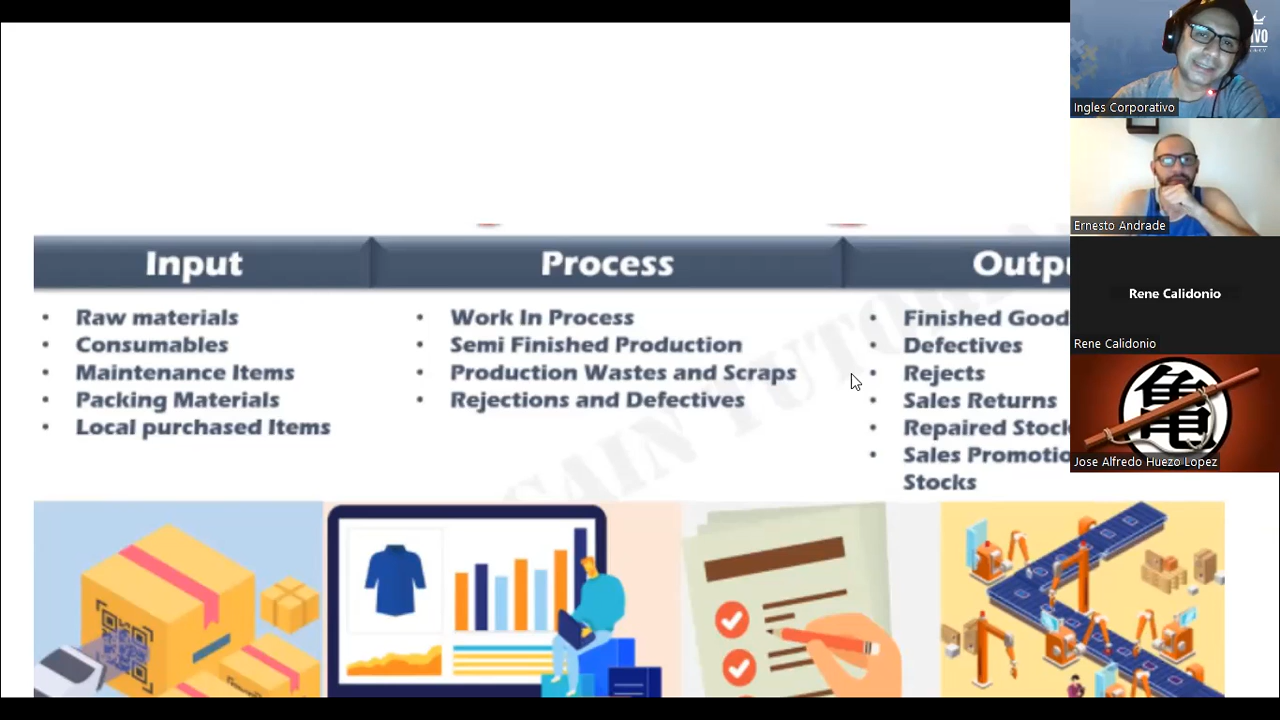 Input
Process
Outpu
• Raw materials
• Consumables
• Maintenance Items
• Packing Materials
• Local purchased Items
• Work In Process
• Semi Finished Production
• Production Wastes and Scraps
• Rejections and Defectives
• Finished Good
• Defectives
• Rejects
• Sales Returns
• Repaired Stock
• Sales Promotio
Stocks
Ingles Corporativo
Ernesto Andrade
Rene Calidonio
Rene Calidonio
亀
Jose Alfredo Huezo Lopez